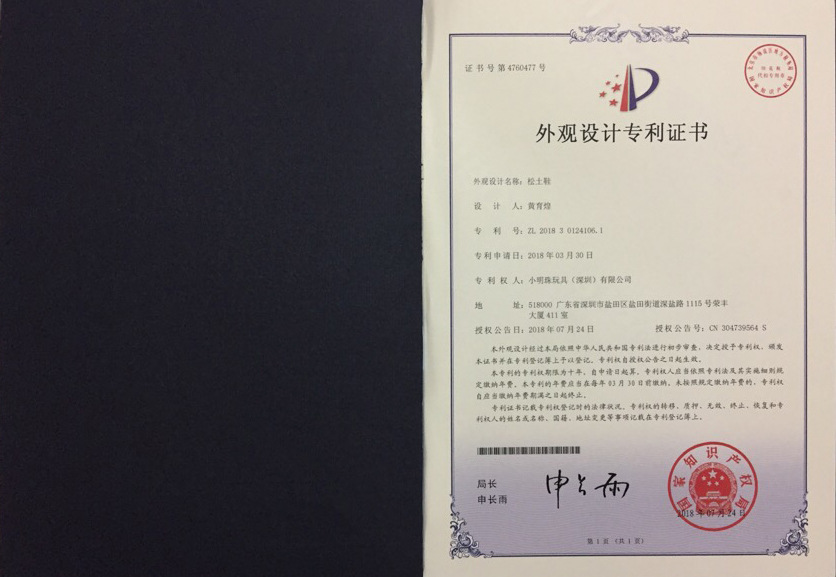 证书号第4760477号
外观设计专利证书
外观设计名称：松土鞋
设 计 人：黄育煌
专 利 号：ZL 2018 3 0124106.1
专利申请日：2018年03月30日
专 利 权 人：小明珠玩具（深圳）有限公司
地 址：518000 广东省深圳市盐田区盐田街道深盐路1115号荣丰
大厦411室
授权公告日：2018年07月24日 授权公告号：CN 304739564 S
本外观设计经过本局依照中华人民共和国专利法进行初步审查，决定授予专利权，颁发
本证书并在专利登记簿上予以登记。专利权自授权公告之日起生效。
本专利的专利权期限为十年，自申请日起算。专利权人应当依照专利法及其实施细则规
定缴纳年费。本专利的年费应当在每年03月30日前缴纳。未按照规定缴纳年费的，专利权
自应当缴纳年费期满之日起终止。
专利证书记载专利权登记时的法律状况。专利权的转移、质押、无效、终止、恢复和专
利权人的姓名或名称、国籍、地址变更等事项记载在专利登记簿上。
局长
申长雨
申长雨
国家知识产权局
2018年07月24日
第1页（共1页）